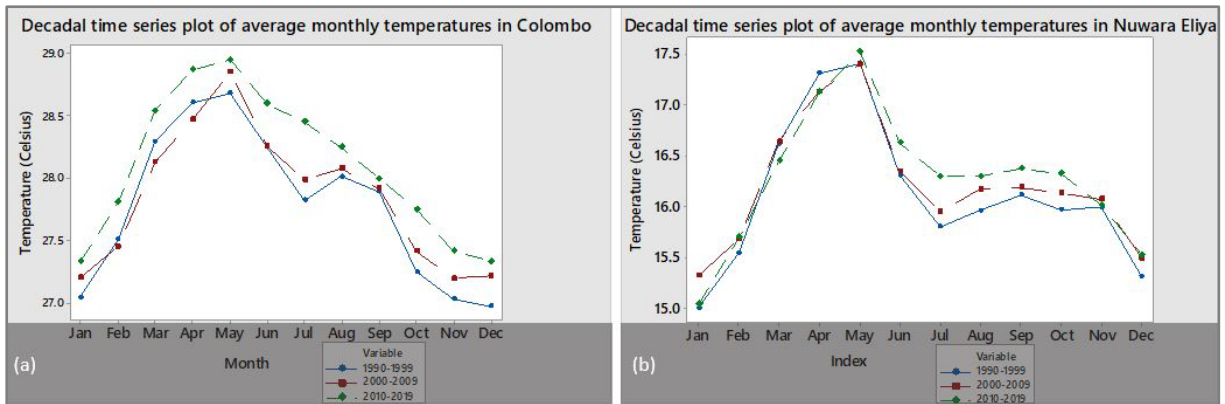 Decadal time series plot of average monthly temperatures in Colombo
29.0
28.5
28.0
27.5
27.0
Temperature (Celsius)
Jan Feb Mar Apr May Jun Jul Aug Sep Oct Nov Dec
Month
(a)
Variable
1990-1999
2000-2009
2010-2019
Decadal time series plot of average monthly temperatures in Nuwara Eliya
17.5
17.0
16.5
16.0
15.5
15.0
Temperature (Celsius)
Jan Feb Mar Apr May Jun Jul Aug Sep Oct Nov Dec
Index
(b)
Variable
1990-1999
2000-2009
2010-2019